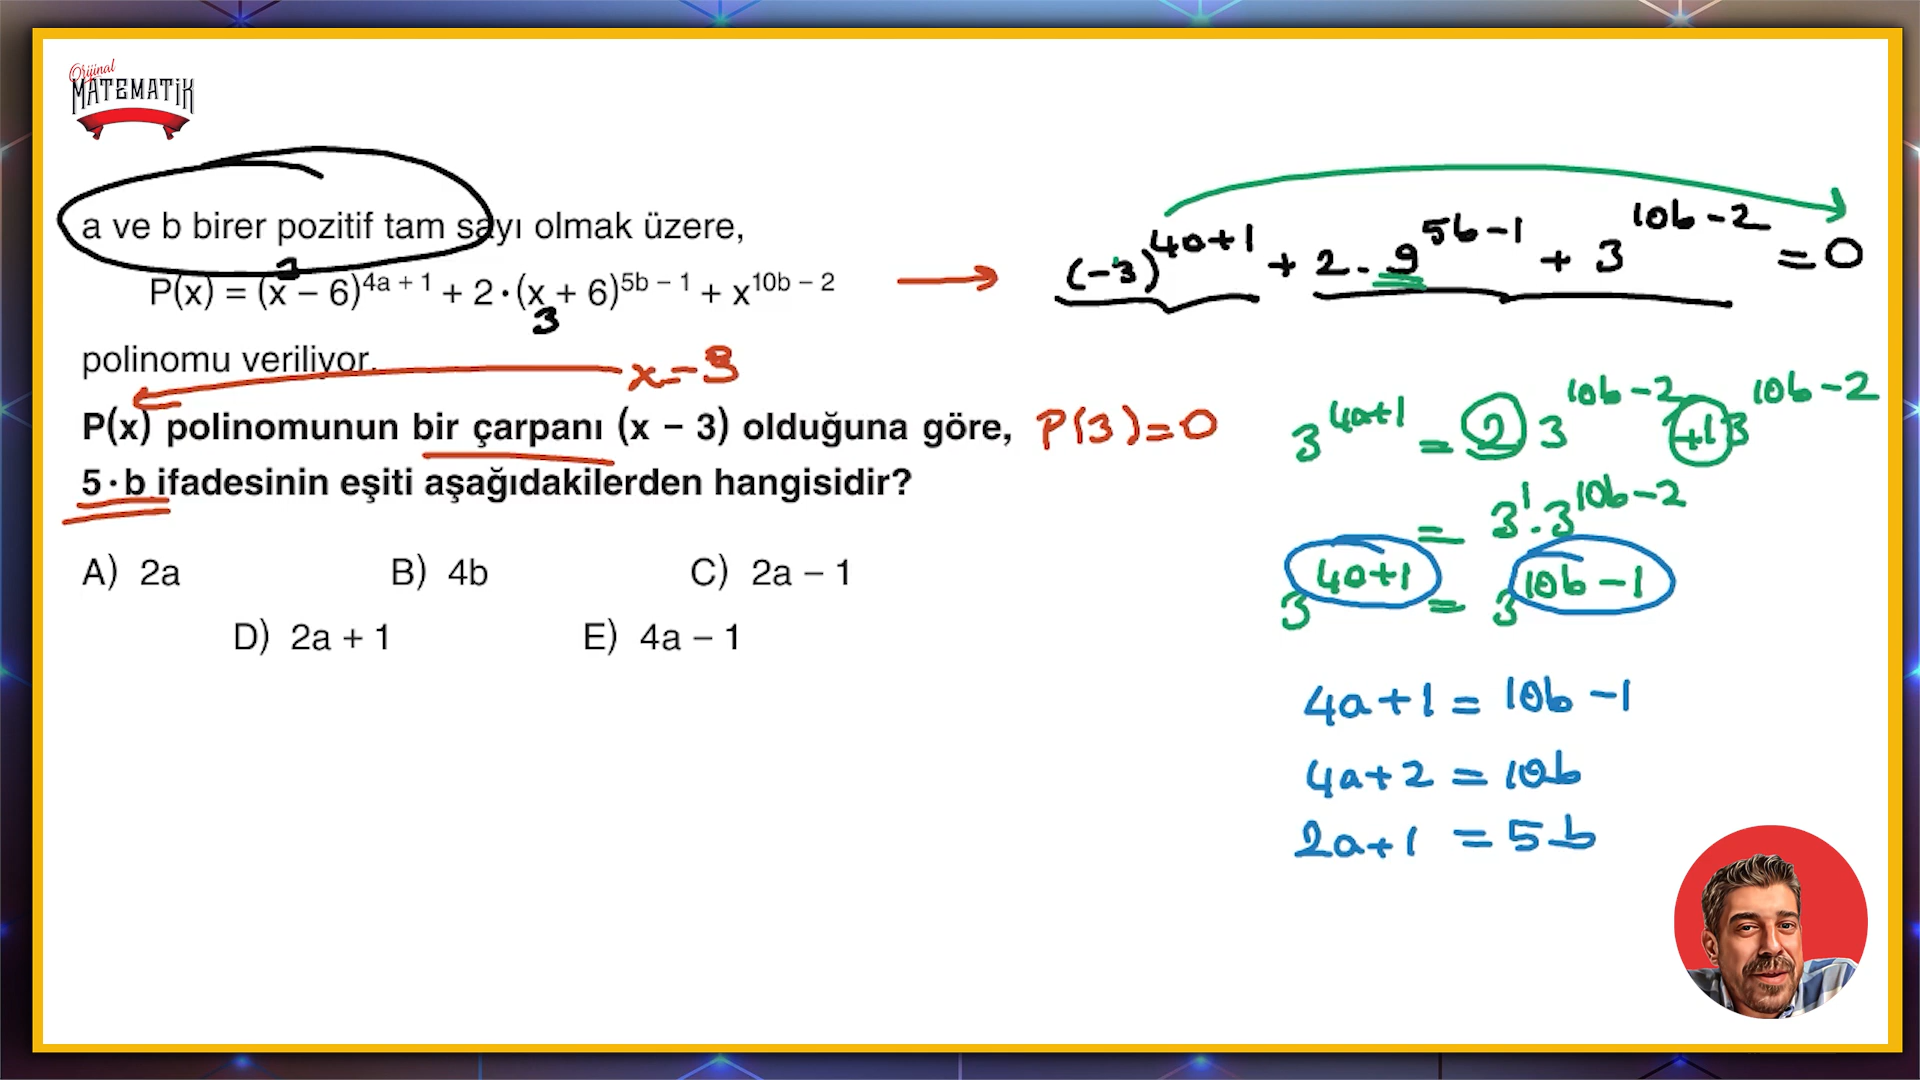 Orijinal
MATEMATİK
a ve b birer pozitif tam sayı olmak üzere,
P(x) = (x − 6)^{4a + 1} + 2 · (x + 6)^{5b − 1} + x^{10b − 2}
3
3
polinomu veriliyor.
x = 3
P(x) polinomunun bir çarpanı (x − 3) olduğuna göre,
5 · b ifadesinin eşiti aşağıdakilerden hangisidir?
A) 2a B) 4b C) 2a − 1
D) 2a + 1 E) 4a − 1
(-3)^{4a+1} + 2 · 9^{5b-1} + 3^{10b-2} = 0
P(3) = 0
3^{4a+1} = 2 3^{10b-2} +1 3^{10b-2}
= 3^1 · 3^{10b-2}
3^{4a+1} = 3^{10b-1}
4a+1 = 10b-1
4a+2 = 10b
2a+1 = 5b